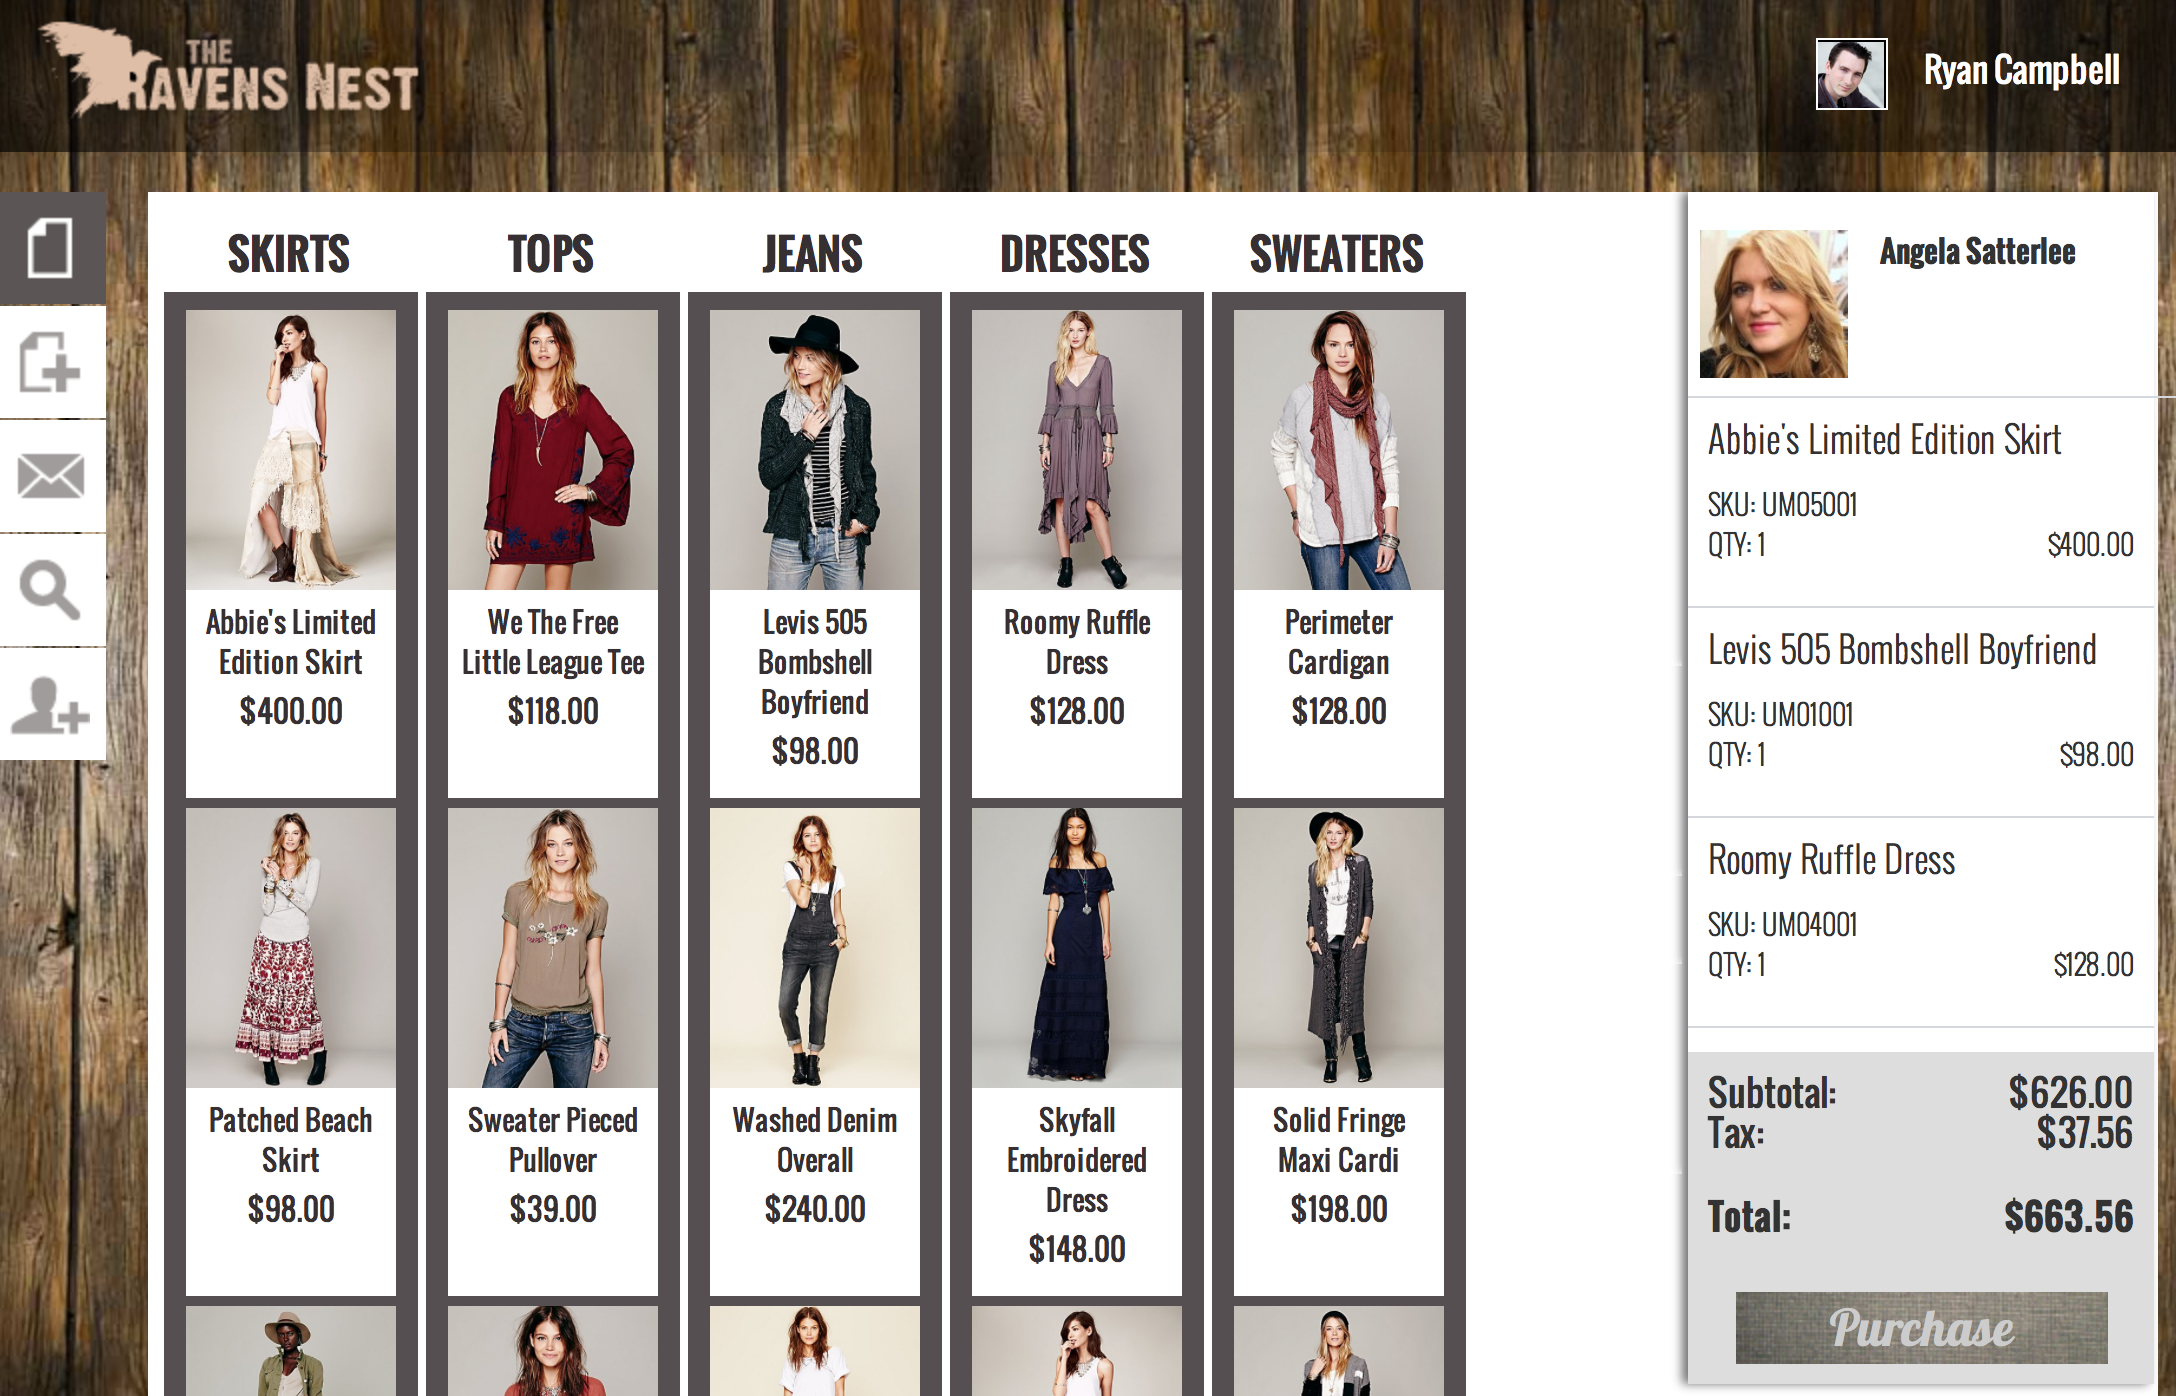 THE
RAVENS NEST
Ryan Campbell
SKIRTS
TOPS
JEANS
DRESSES
SWEATERS
Abbie's Limited
Edition Skirt
$400.00
We The Free
Little League Tee
$118.00
Levis 505
Bombshell
Boyfriend
$98.00
Roomy Ruffle
Dress
$128.00
Perimeter
Cardigan
$128.00
Patched Beach
Skirt
$98.00
Sweater Pieced
Pullover
$39.00
Washed Denim
Overall
$240.00
Skyfall
Embroidered
Dress
$148.00
Solid Fringe
Maxi Cardi
$198.00
Angela Satterlee
Abbie's Limited Edition Skirt
SKU: UM05001
QTY: 1 $400.00
Levis 505 Bombshell Boyfriend
SKU: UM01001
QTY: 1 $98.00
Roomy Ruffle Dress
SKU: UM04001
QTY: 1 $128.00
Subtotal: $626.00
Tax: $37.56
Total: $663.56
Purchase